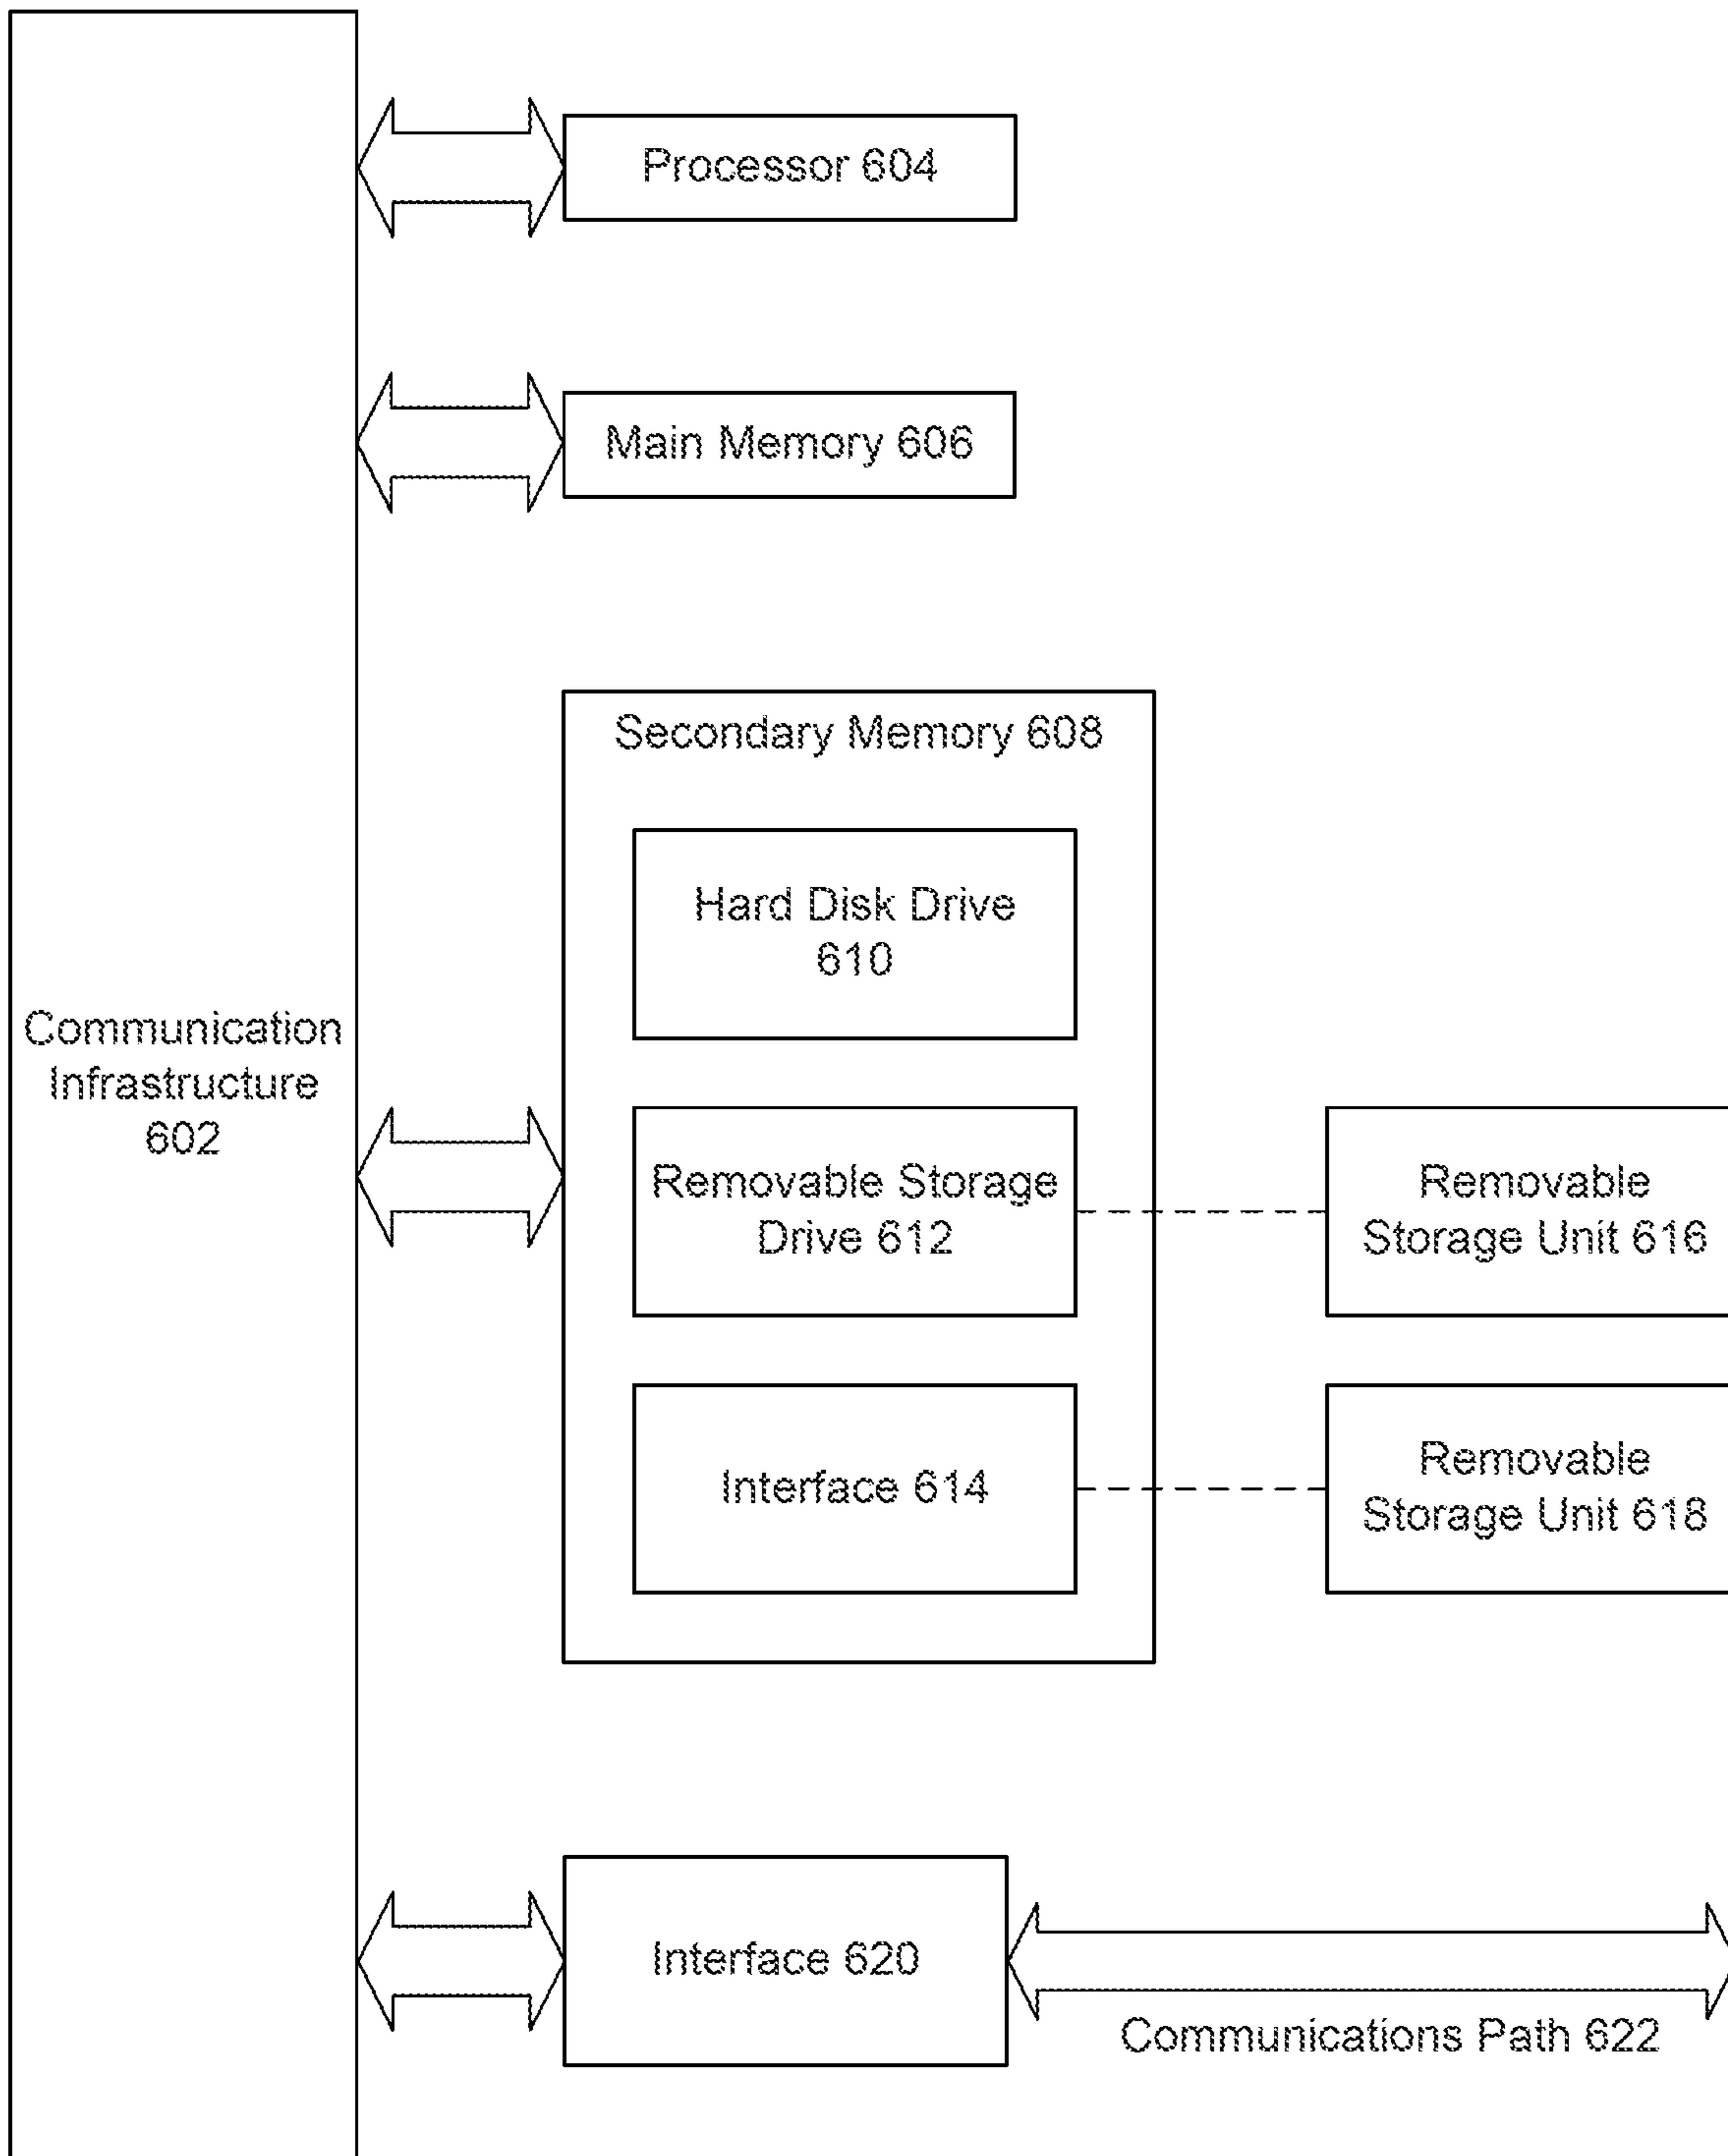 Processor 604
Main Memory 606
Secondary Memory 608
Hard Disk Drive
610
Communication
Infrastructure
602
Removable Storage
Drive 612
Removable
Storage Unit 616
Interface 614
Removable
Storage Unit 618
Interface 620
Communications Path 622